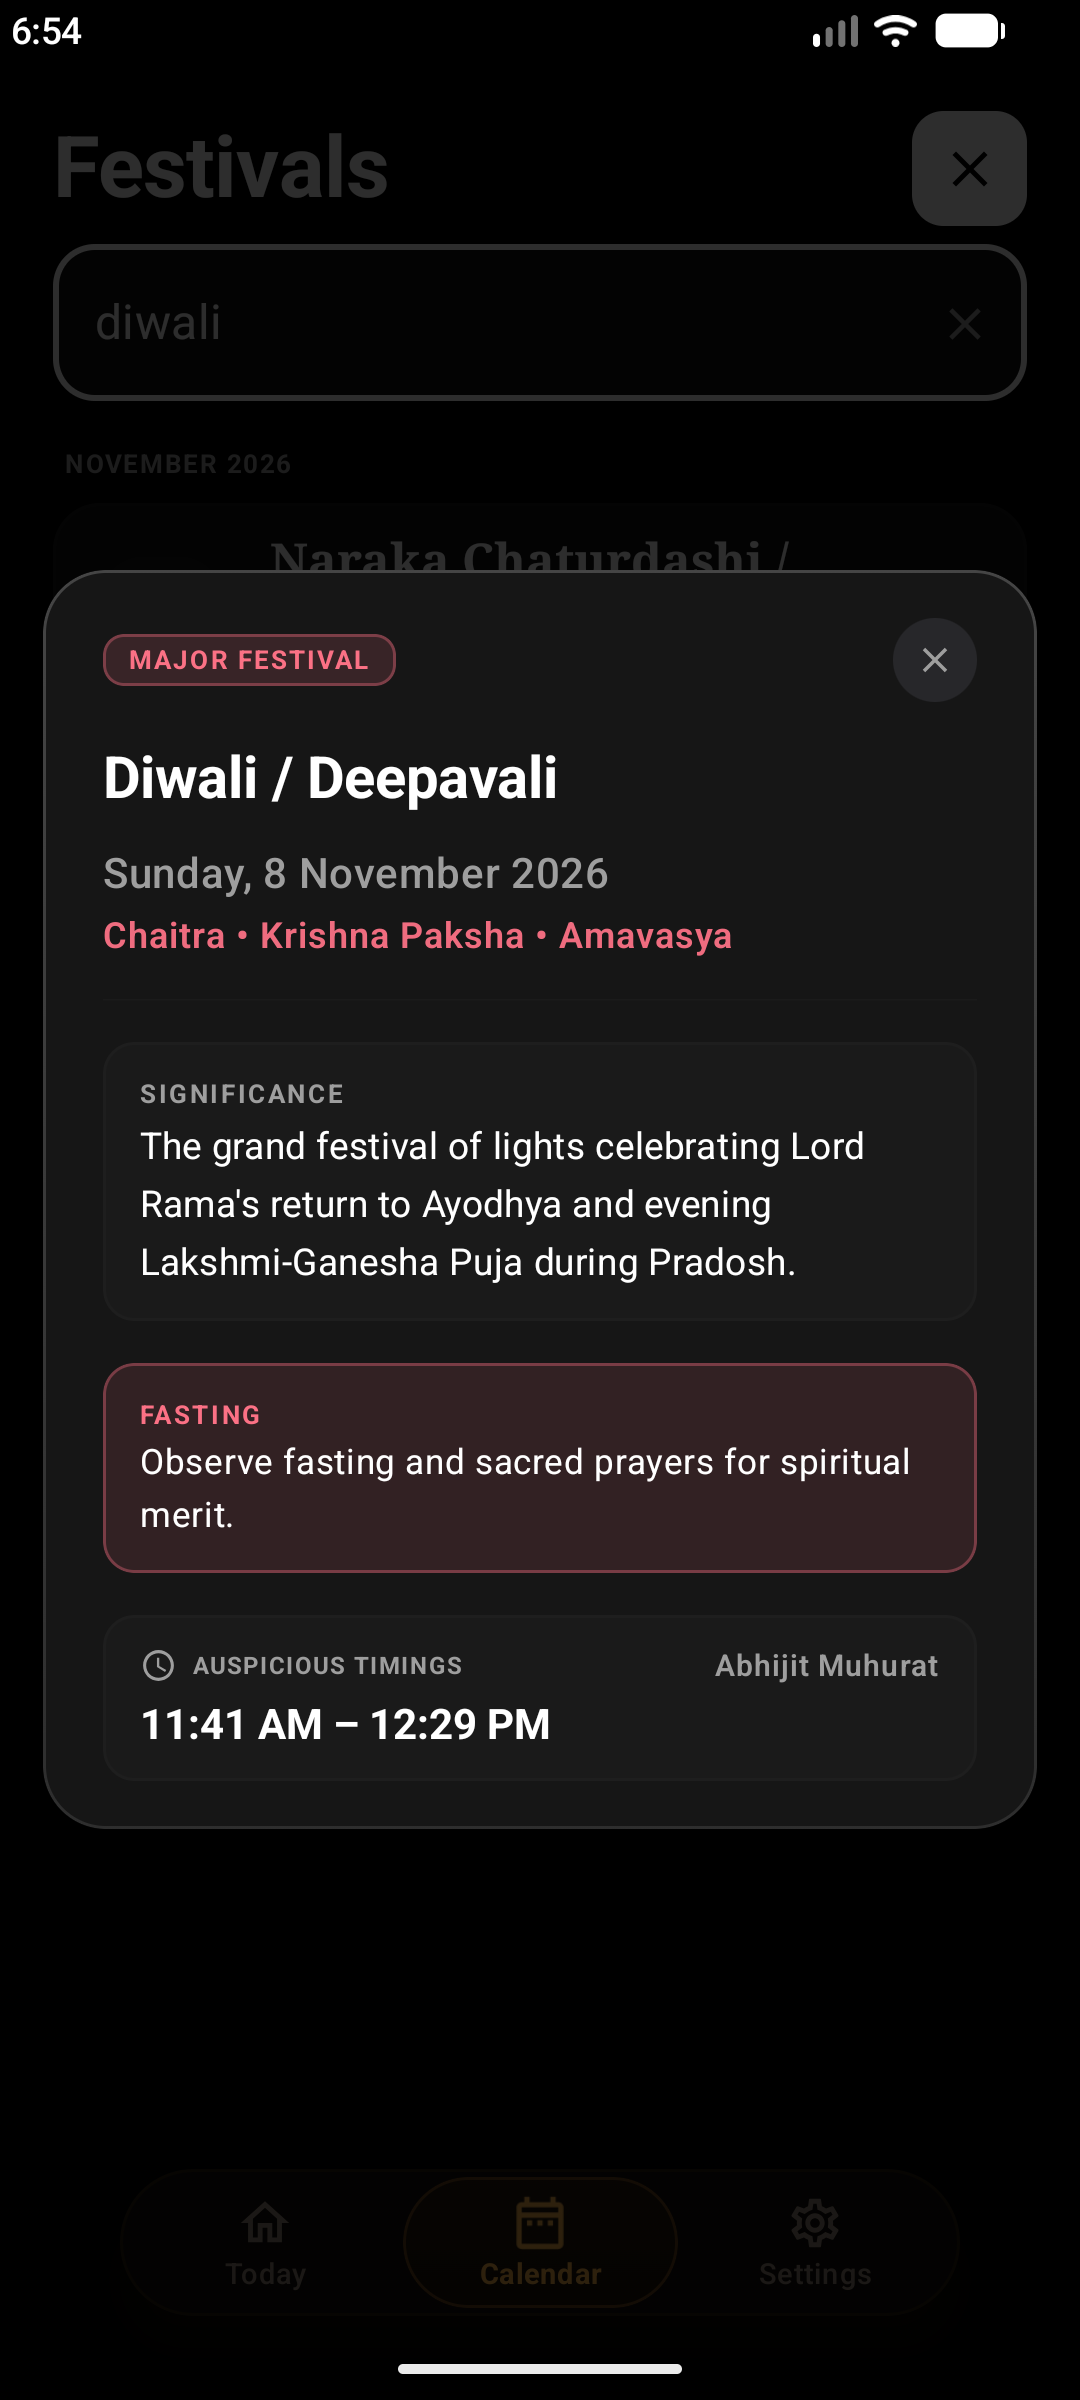 6:54
Festivals
diwali
NOVEMBER 2026
Naraka Chaturdashi /
MAJOR FESTIVAL
Diwali / Deepavali
Sunday, 8 November 2026
Chaitra • Krishna Paksha • Amavasya
SIGNIFICANCE
The grand festival of lights celebrating Lord
Rama's return to Ayodhya and evening
Lakshmi-Ganesha Puja during Pradosh.
FASTING
Observe fasting and sacred prayers for spiritual
merit.
AUSPICIOUS TIMINGS Abhijit Muhurat
11:41 AM – 12:29 PM
Today Calendar Settings